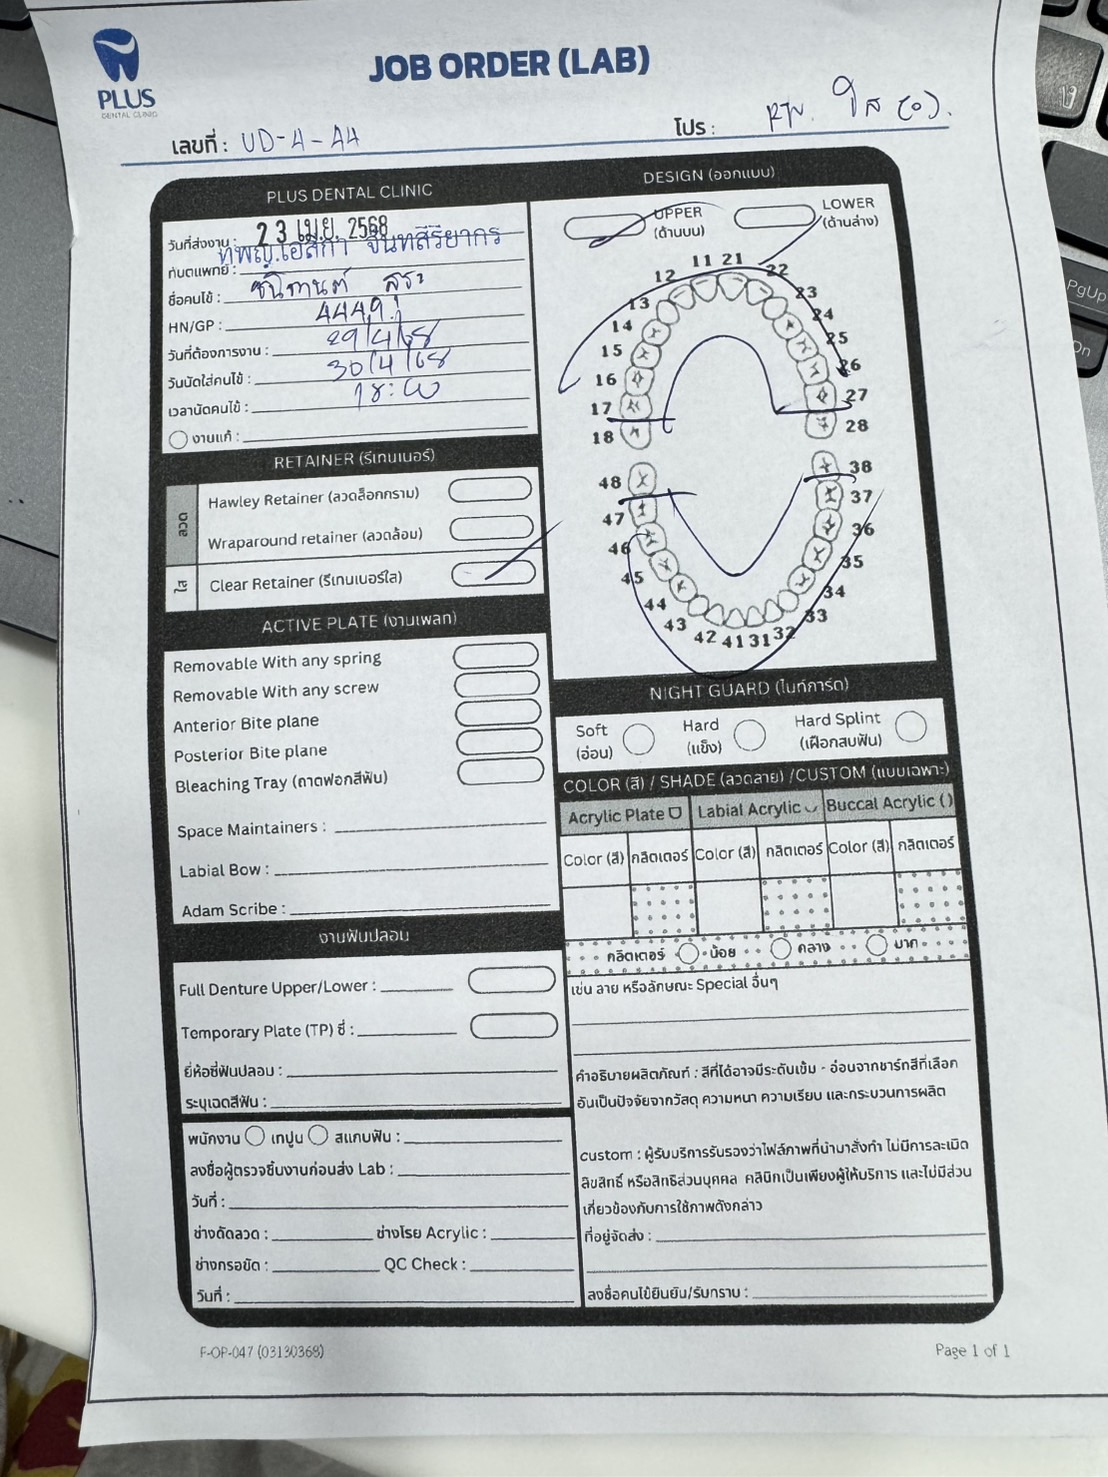 PLUS
DENTAL CLINIC
JOB ORDER (LAB)
เลขที่ : UD-4-A4
โปร : ใส (0).
PLUS DENTAL CLINIC
วันที่ส่งงาน : 23 เม.ย. 2568
ทันตแพทย์ : ทพญ.เอสิกา จันทสิริยากร
ชื่อคนไข้ :
HN/GP : 4449
วันที่ต้องการงาน : 29/4/68
วันนัดใส่คนไข้ : 30/4/68
เวลานัดคนไข้ : 18:00
งานแก้ :
RETAINER (รีเทนเนอร์)
ลวด
Hawley Retainer (ลวดล็อกกราม)
Wraparound retainer (ลวดล้อม)
ใส
Clear Retainer (รีเทนเนอร์ใส)
ACTIVE PLATE (งานเพลท)
Removable With any spring
Removable With any screw
Anterior Bite plane
Posterior Bite plane
Bleaching Tray (ถาดฟอกสีฟัน)
Space Maintainers :
Labial Bow :
Adam Scribe :
งานฟันปลอม
Full Denture Upper/Lower :
Temporary Plate (TP) ซี่ :
ยี่ห้อซี่ฟันปลอม :
ระบุเฉดสีฟัน :
พนักงาน เทปูน สแกนฟัน :
ลงชื่อผู้ตรวจชิ้นงานก่อนส่ง Lab :
วันที่ :
ช่างดัดลวด : ช่างโรย Acrylic :
ช่างกรอขัด : QC Check :
วันที่ :
DESIGN (ออกแบบ)
UPPER
(ด้านบน)
LOWER
(ด้านล่าง)
11 21
12 22
13 23
14 24
15 25
16 26
17 27
18 28
48 38
47 37
46 36
45 35
44 34
43 33
42 41 31 32
NIGHT GUARD (ไนท์การ์ด)
Soft
(อ่อน)
Hard
(แข็ง)
Hard Splint
(เฝือกสบฟัน)
COLOR (สี) / SHADE (ลวดลาย) /CUSTOM (แบบเฉพาะ)
Acrylic Plate Labial Acrylic Buccal Acrylic ( )
Color (สี) กลิตเตอร์ Color (สี) กลิตเตอร์ Color (สี) กลิตเตอร์
กลิตเตอร์ น้อย กลาง มาก
เช่น ลาย หรือลักษณะ Special อื่นๆ
คำอธิบายผลิตภัณฑ์ : สีที่ได้อาจมีระดับเข้ม - อ่อนจากชาร์ทสีที่เลือก
อันเป็นปัจจัยจากวัสดุ ความหนา ความเรียบ และกระบวนการผลิต
custom : ผู้รับบริการรับรองว่าไฟล์ภาพที่นำมาสั่งทำ ไม่มีการละเมิด
ลิขสิทธิ์ หรือสิทธิส่วนบุคคล คลินิกเป็นเพียงผู้ให้บริการ และไม่มีส่วน
เกี่ยวข้องกับการใช้ภาพดังกล่าว
ที่อยู่จัดส่ง :
ลงชื่อคนไข้ยินยัน/รับทราบ :
F-OP-047 (03130368)
Page 1 of 1
PgUp